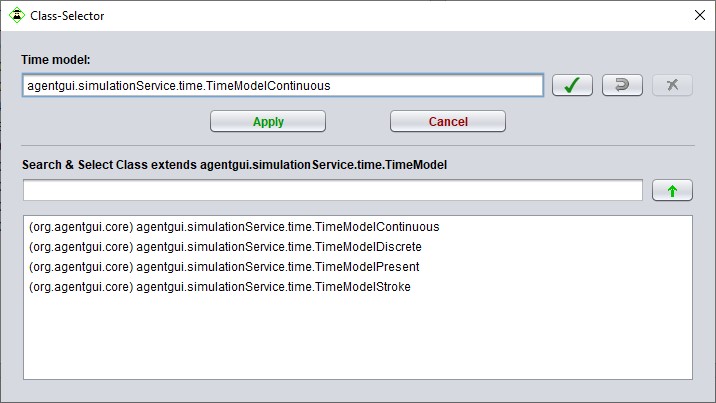 Class-Selector
Time model:
agentgui.simulationService.time.TimeModelContinuous
Apply
Cancel
Search & Select Class extends agentgui.simulationService.time.TimeModel
(org.agentgui.core) agentgui.simulationService.time.TimeModelContinuous
(org.agentgui.core) agentgui.simulationService.time.TimeModelDiscrete
(org.agentgui.core) agentgui.simulationService.time.TimeModelPresent
(org.agentgui.core) agentgui.simulationService.time.TimeModelStroke